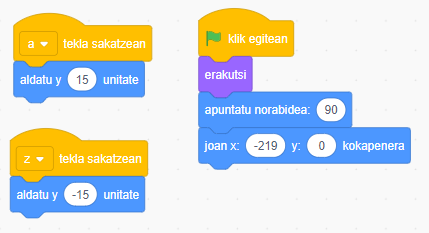 a tekla sakatzean
aldatu y 15 unitate
z tekla sakatzean
aldatu y -15 unitate
klik egitean
erakutsi
apuntatu norabidea: 90
joan x: -219 y: 0 kokapenera